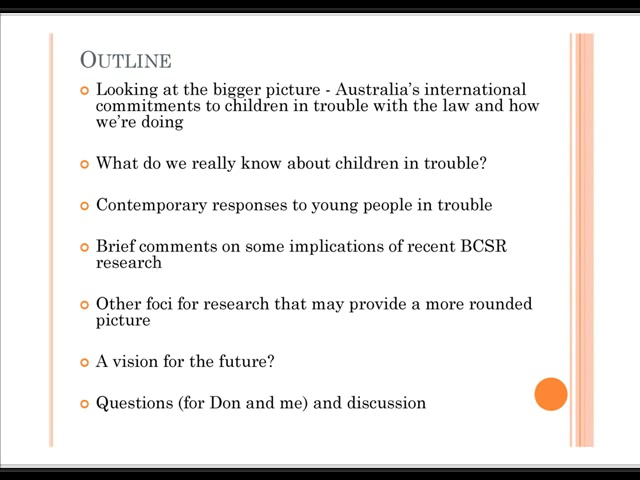 OUTLINE
Looking at the bigger picture - Australia's international
commitments to children in trouble with the law and how
we're doing
What do we really know about children in trouble?
Contemporary responses to young people in trouble
Brief comments on some implications of recent BCSR
research
Other foci for research that may provide a more rounded
picture
A vision for the future?
Questions (for Don and me) and discussion